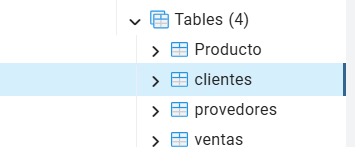 Tables (4)
Producto
clientes
provedores
ventas